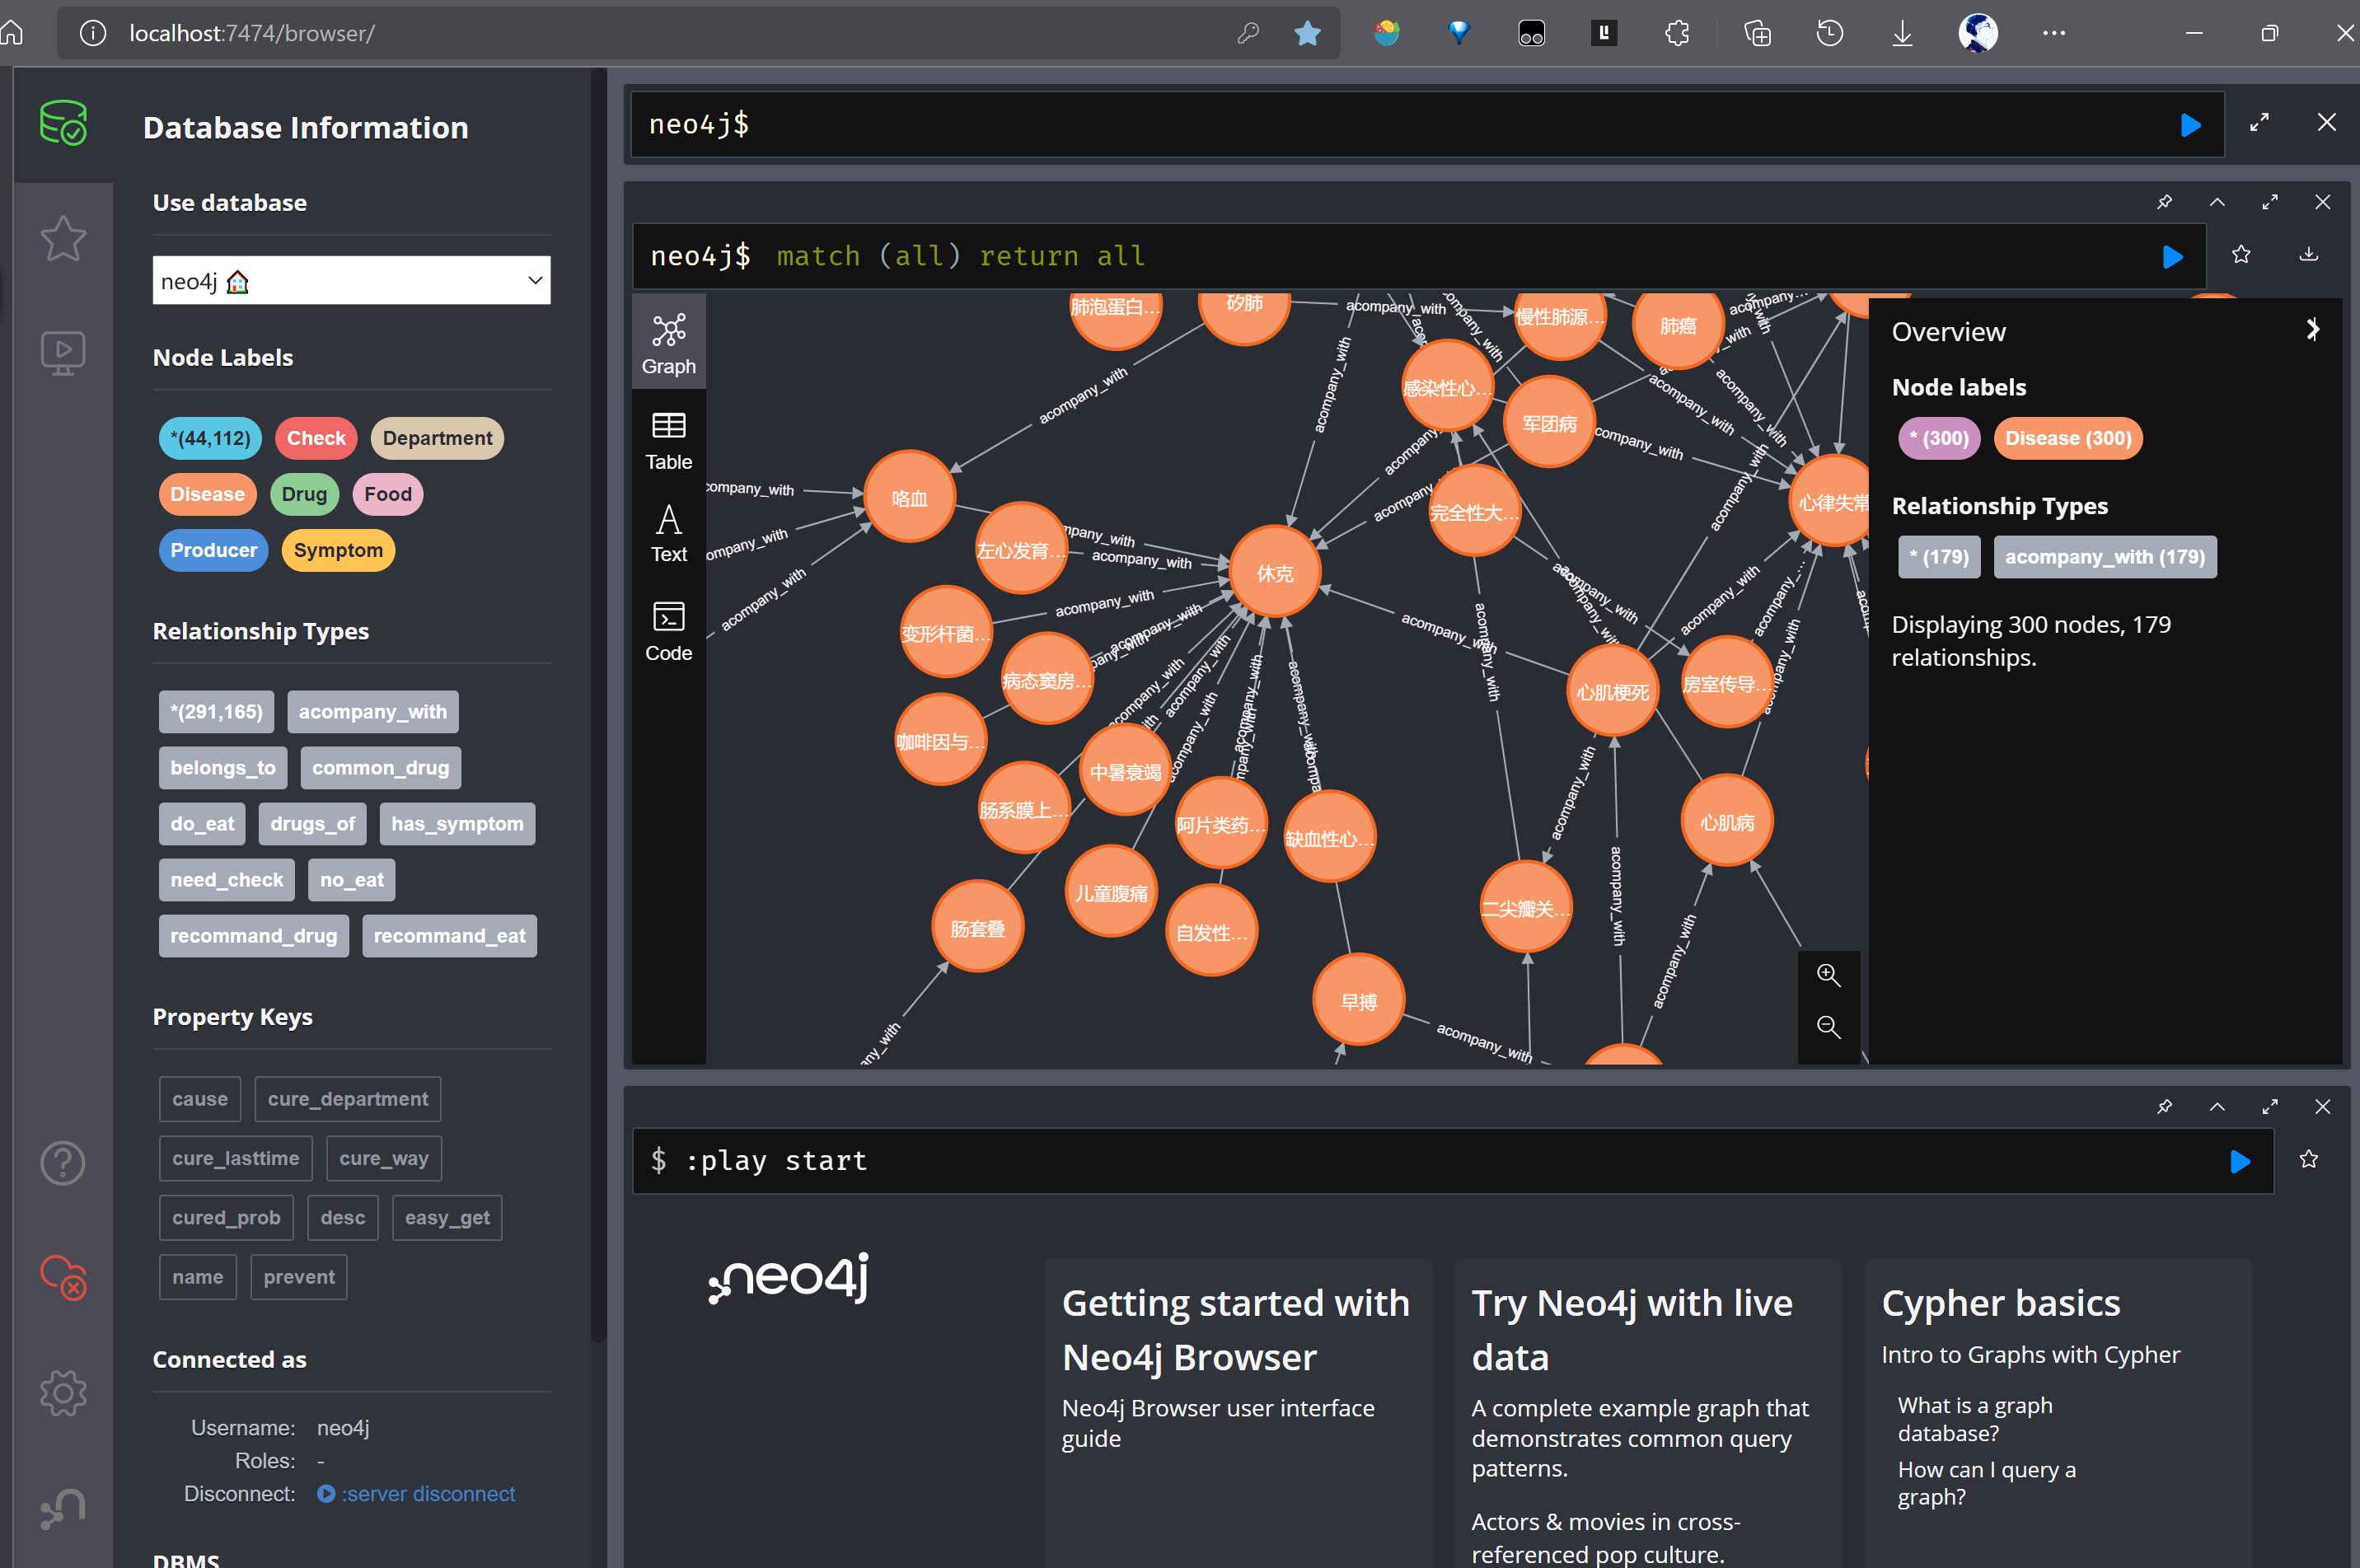 localhost:7474/browser/
Database Information
Use database
neo4j
Node Labels
*(44,112) Check Department
Disease Drug Food
Producer Symptom
Relationship Types
*(291,165) acompany_with
belongs_to common_drug
do_eat drugs_of has_symptom
need_check no_eat
recommand_drug recommand_eat
Property Keys
cause cure_department
cure_lasttime cure_way
cured_prob desc easy_get
name prevent
Connected as
Username: neo4j
Roles: -
Disconnect: :server disconnect
DBMS
neo4j$
neo4j$ match (all) return all
Graph
Table
Text
Code
肺泡蛋白...
矽肺
acompany_with
慢性肺源...
肺癌
感染性心...
军团病
咯血
完全性大...
心律失常
左心发育...
休克
变形杆菌...
病态窦房...
心肌梗死
房室传导...
咖啡因与...
中暑衰竭
肠系膜上...
阿片类药...
缺血性心...
心肌病
儿童腹痛
肠套叠
自发性...
二尖瓣关...
早搏
acompany_with
Overview
Node labels
* (300) Disease (300)
Relationship Types
* (179) acompany_with (179)
Displaying 300 nodes, 179
relationships.
$ :play start
neo4j
Getting started with
Neo4j Browser
Neo4j Browser user interface
guide
Try Neo4j with live
data
A complete example graph that
demonstrates common query
patterns.
Actors & movies in cross-
referenced pop culture.
Cypher basics
Intro to Graphs with Cypher
What is a graph
database?
How can I query a
graph?